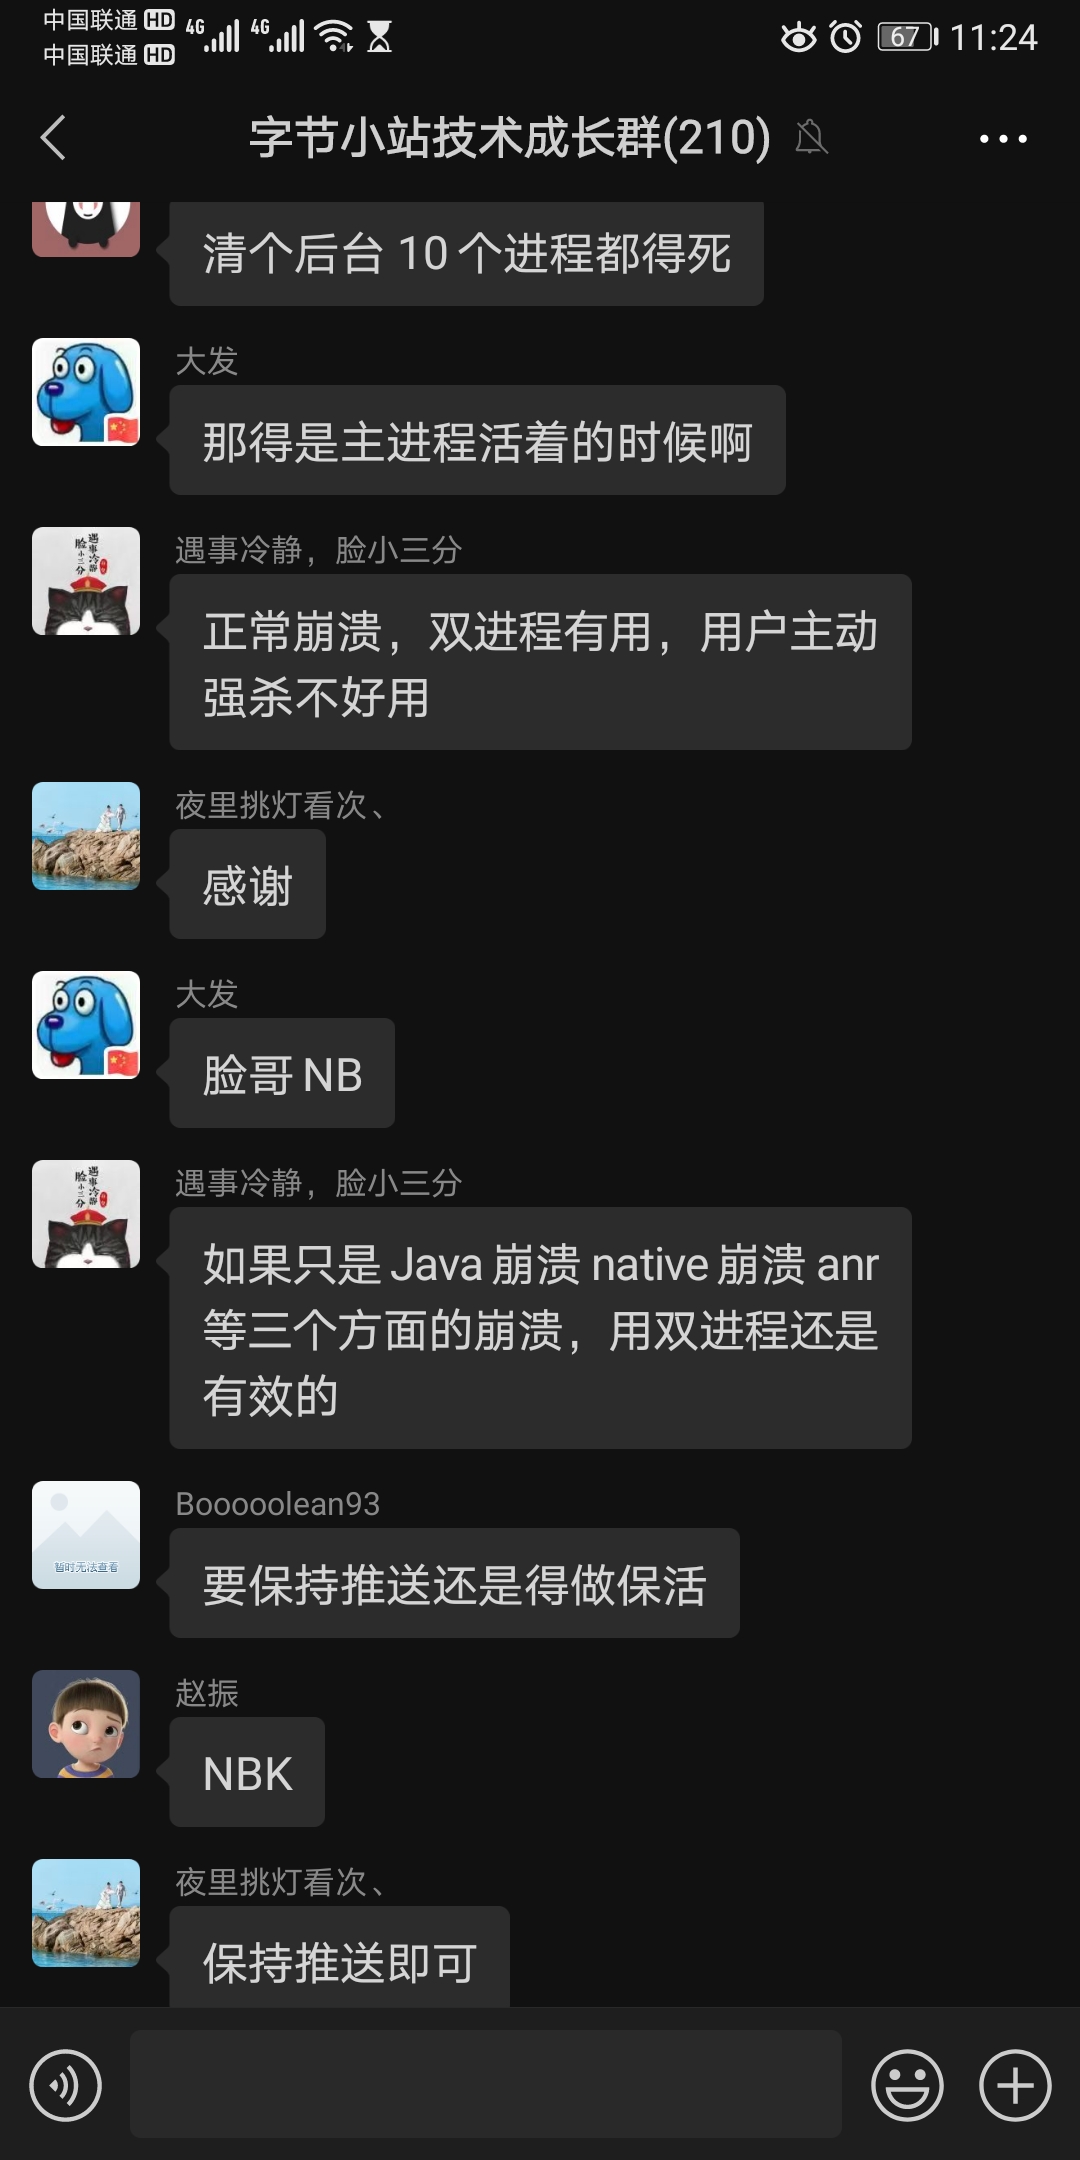 中国联通 HD 4G 4G 67 11:24
中国联通 HD
字节小站技术成长群(210)
清个后台 10 个进程都得死
大发
那得是主进程活着的时候啊
遇事冷静，脸小三分
正常崩溃，双进程有用，用户主动
强杀不好用
夜里挑灯看次、
感谢
大发
脸哥 NB
遇事冷静，脸小三分
如果只是 Java 崩溃 native 崩溃 anr
等三个方面的崩溃，用双进程还是
有效的
Booooolean93
暂时无法查看
要保持推送还是得做保活
赵振
NBK
夜里挑灯看次、
保持推送即可